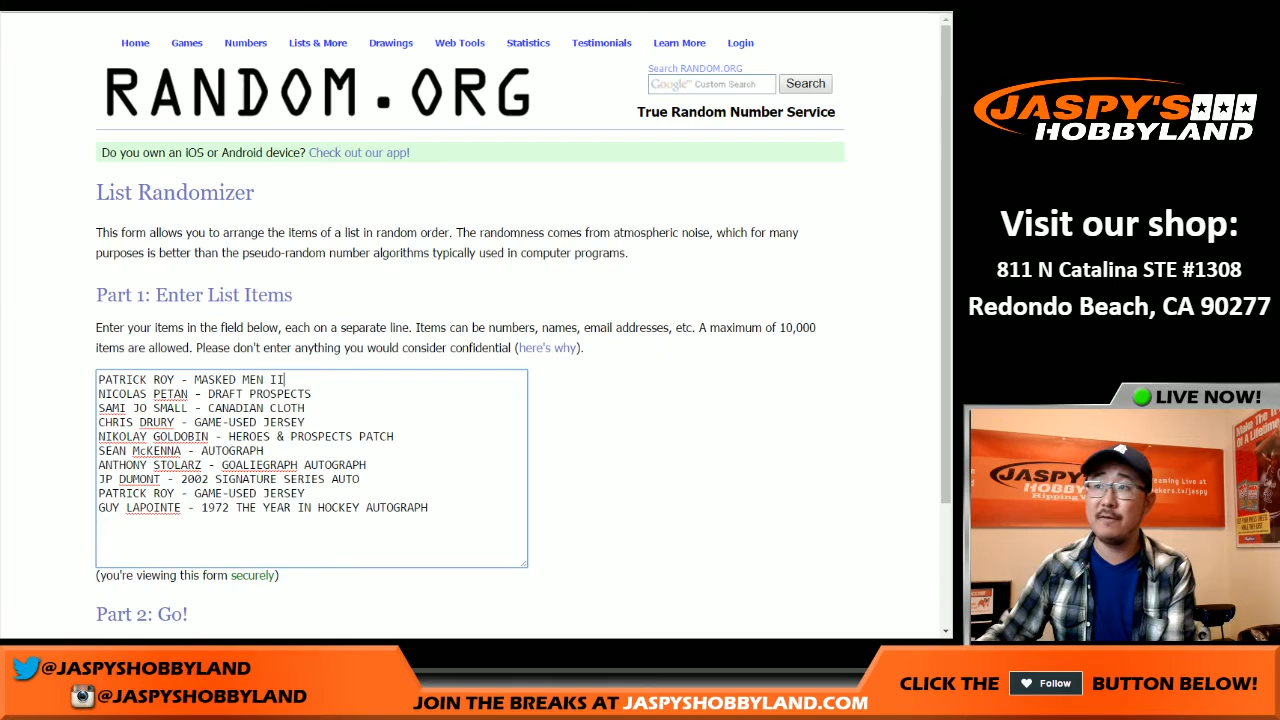 Home Games Numbers Lists & More Drawings Web Tools Statistics Testimonials Learn More Login
RANDOM.ORG
Search RANDOM.ORG
Google™ Custom Search Search
True Random Number Service
Do you own an iOS or Android device? Check out our app!
List Randomizer
This form allows you to arrange the items of a list in random order. The randomness comes from atmospheric noise, which for many
purposes is better than the pseudo-random number algorithms typically used in computer programs.
Part 1: Enter List Items
Enter your items in the field below, each on a separate line. Items can be numbers, names, email addresses, etc. A maximum of 10,000
items are allowed. Please don't enter anything you would consider confidential (here's why).
PATRICK ROY - MASKED MEN II
NICOLAS PETAN - DRAFT PROSPECTS
SAMI JO SMALL - CANADIAN CLOTH
CHRIS DRURY - GAME-USED JERSEY
NIKOLAY GOLDOBIN - HEROES & PROSPECTS PATCH
SEAN McKENNA - AUTOGRAPH
ANTHONY STOLARZ - GOALIEGRAPH AUTOGRAPH
JP DUMONT - 2002 SIGNATURE SERIES AUTO
PATRICK ROY - GAME-USED JERSEY
GUY LAPOINTE - 1972 THE YEAR IN HOCKEY AUTOGRAPH
(you're viewing this form securely)
Part 2: Go!
JASPY'S
HOBBYLAND
Visit our shop:
811 N Catalina STE #1308
Redondo Beach, CA 90277
LIVE NOW!
JASPY'S
HOBBYLAND
@JASPYSHOBBYLAND
@JASPYSHOBBYLAND
JOIN THE BREAKS AT JASPYSHOBBYLAND.COM
CLICK THE Follow BUTTON BELOW!